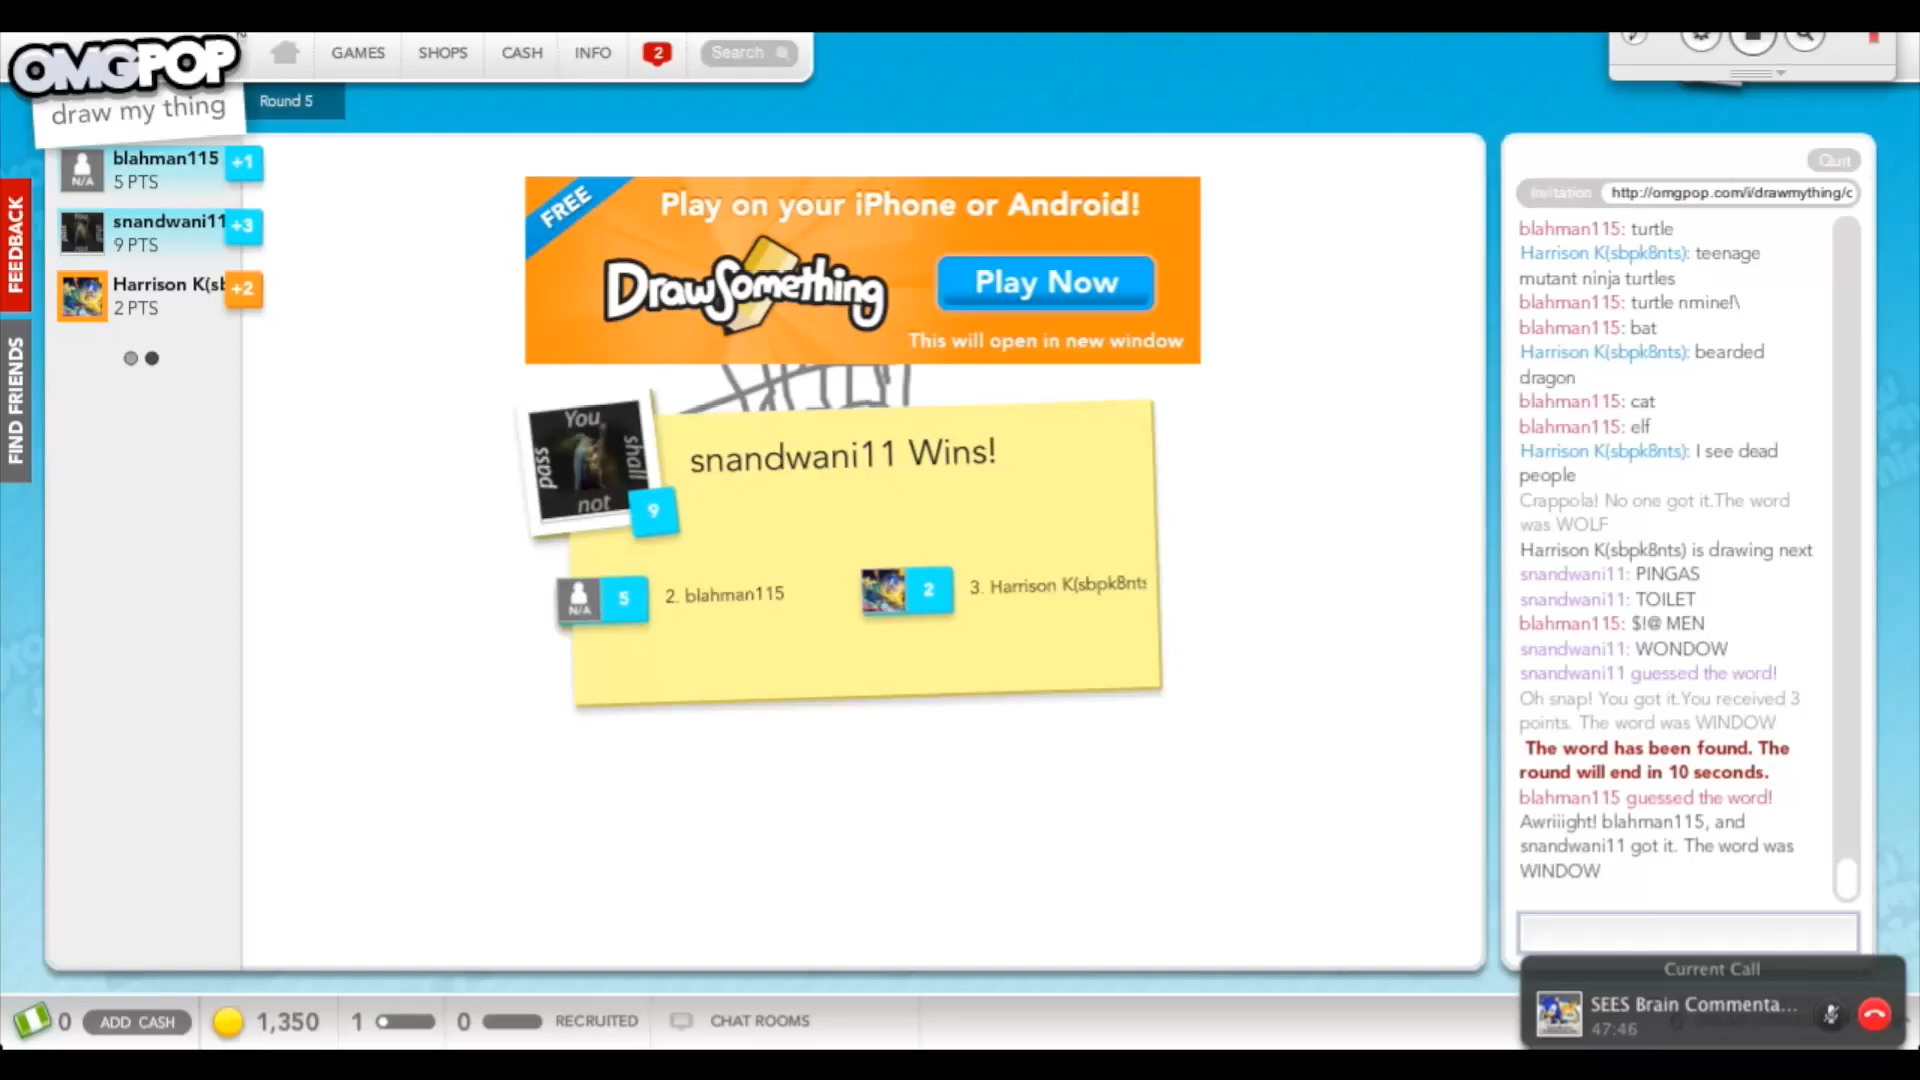 OMGPOP
draw my thing
GAMES
SHOPS
CASH
INFO
2
Search
Round 5
blahman115
5 PTS
+1
snandwani11
9 PTS
+3
Harrison K(sb
2 PTS
+2
N/A
FEEDBACK
FIND FRIENDS
FREE
Play on your iPhone or Android!
DrawSomething
Play Now
This will open in new window
You
shall
not
pass
9
snandwani11 Wins!
N/A
5
2. blahman115
2
3. Harrison K(sbpk8nts
Quit
Invitation
http://omgpop.com/i/drawmything/c
blahman115: turtle
Harrison K(sbpk8nts): teenage
mutant ninja turtles
blahman115: turtle nmine!\
blahman115: bat
Harrison K(sbpk8nts): bearded
dragon
blahman115: cat
blahman115: elf
Harrison K(sbpk8nts): I see dead
people
Crappola! No one got it.The word
was WOLF
Harrison K(sbpk8nts) is drawing next
snandwani11: PINGAS
snandwani11: TOILET
blahman115: $!@ MEN
snandwani11: WONDOW
snandwani11 guessed the word!
Oh snap! You got it.You received 3
points. The word was WINDOW
The word has been found. The
round will end in 10 seconds.
blahman115 guessed the word!
Awriiight! blahman115, and
snandwani11 got it. The word was
WINDOW
Current Call
SEES Brain Commenta...
47:46
0
ADD CASH
1,350
1
0
RECRUITED
CHAT ROOMS